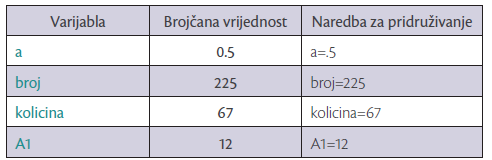 Varijabla Brojčana vrijednost Naredba za pridruživanje
a 0.5 a=.5
broj 225 broj=225
kolicina 67 kolicina=67
A1 12 A1=12